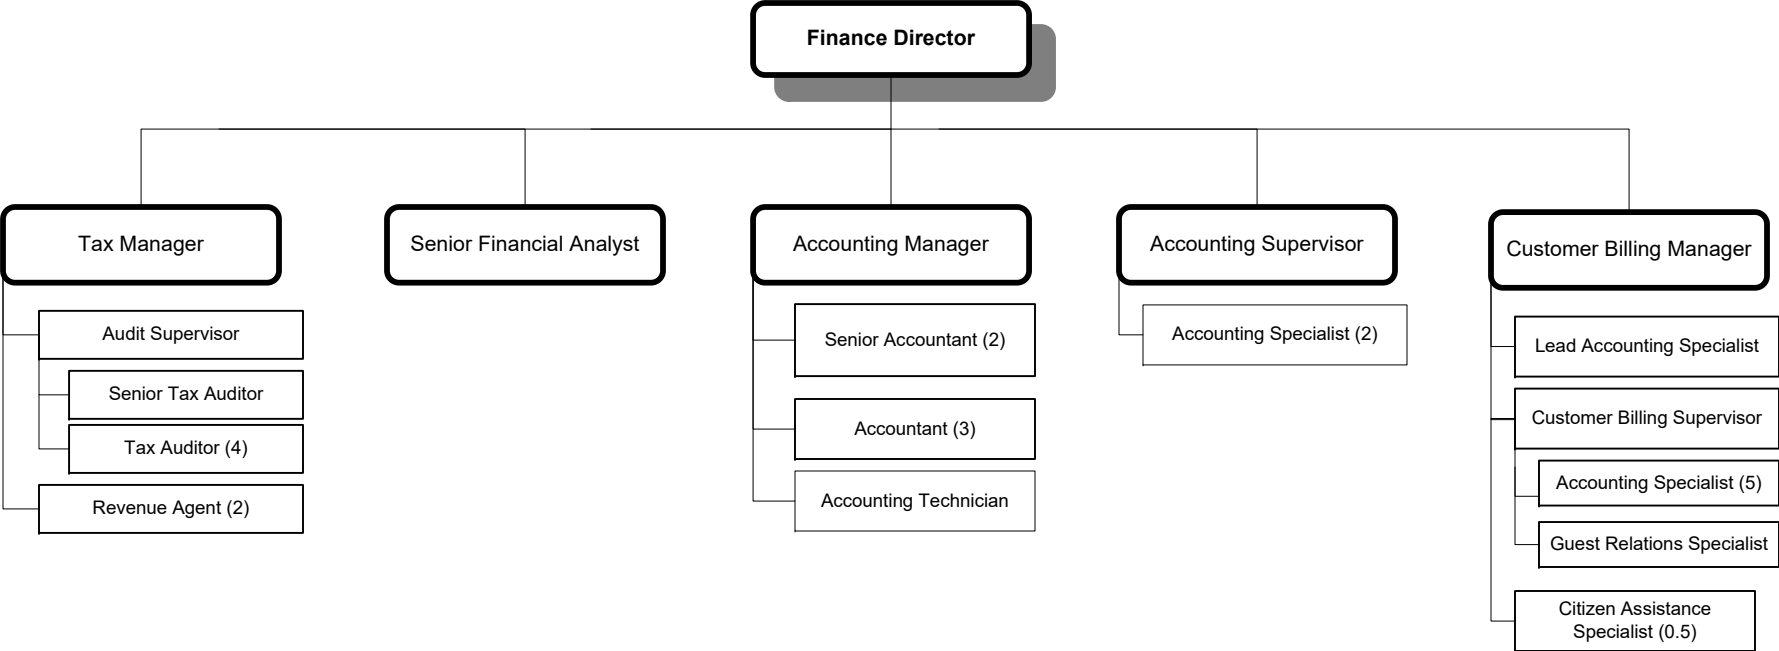 Finance Director
Tax Manager
Senior Financial Analyst
Accounting Manager
Accounting Supervisor
Customer Billing Manager
Audit Supervisor
Senior Tax Auditor
Tax Auditor (4)
Revenue Agent (2)
Senior Accountant (2)
Accountant (3)
Accounting Technician
Accounting Specialist (2)
Lead Accounting Specialist
Customer Billing Supervisor
Accounting Specialist (5)
Guest Relations Specialist
Citizen Assistance
Specialist (0.5)